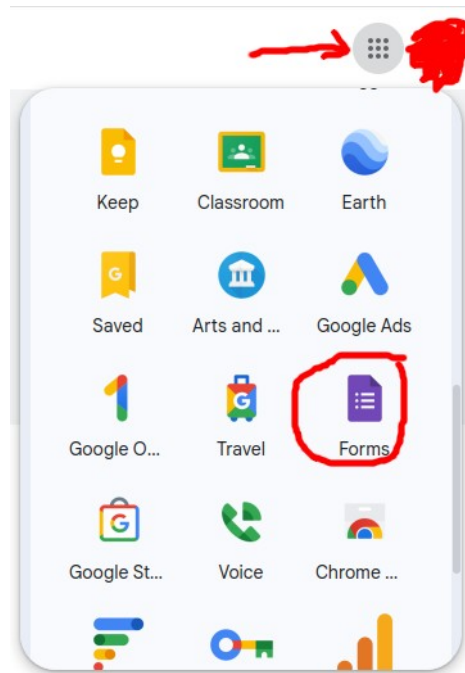 Keep Classroom Earth
G
Saved Arts and ... Google Ads
G
Google O... Travel Forms
G
Google St... Voice Chrome ...